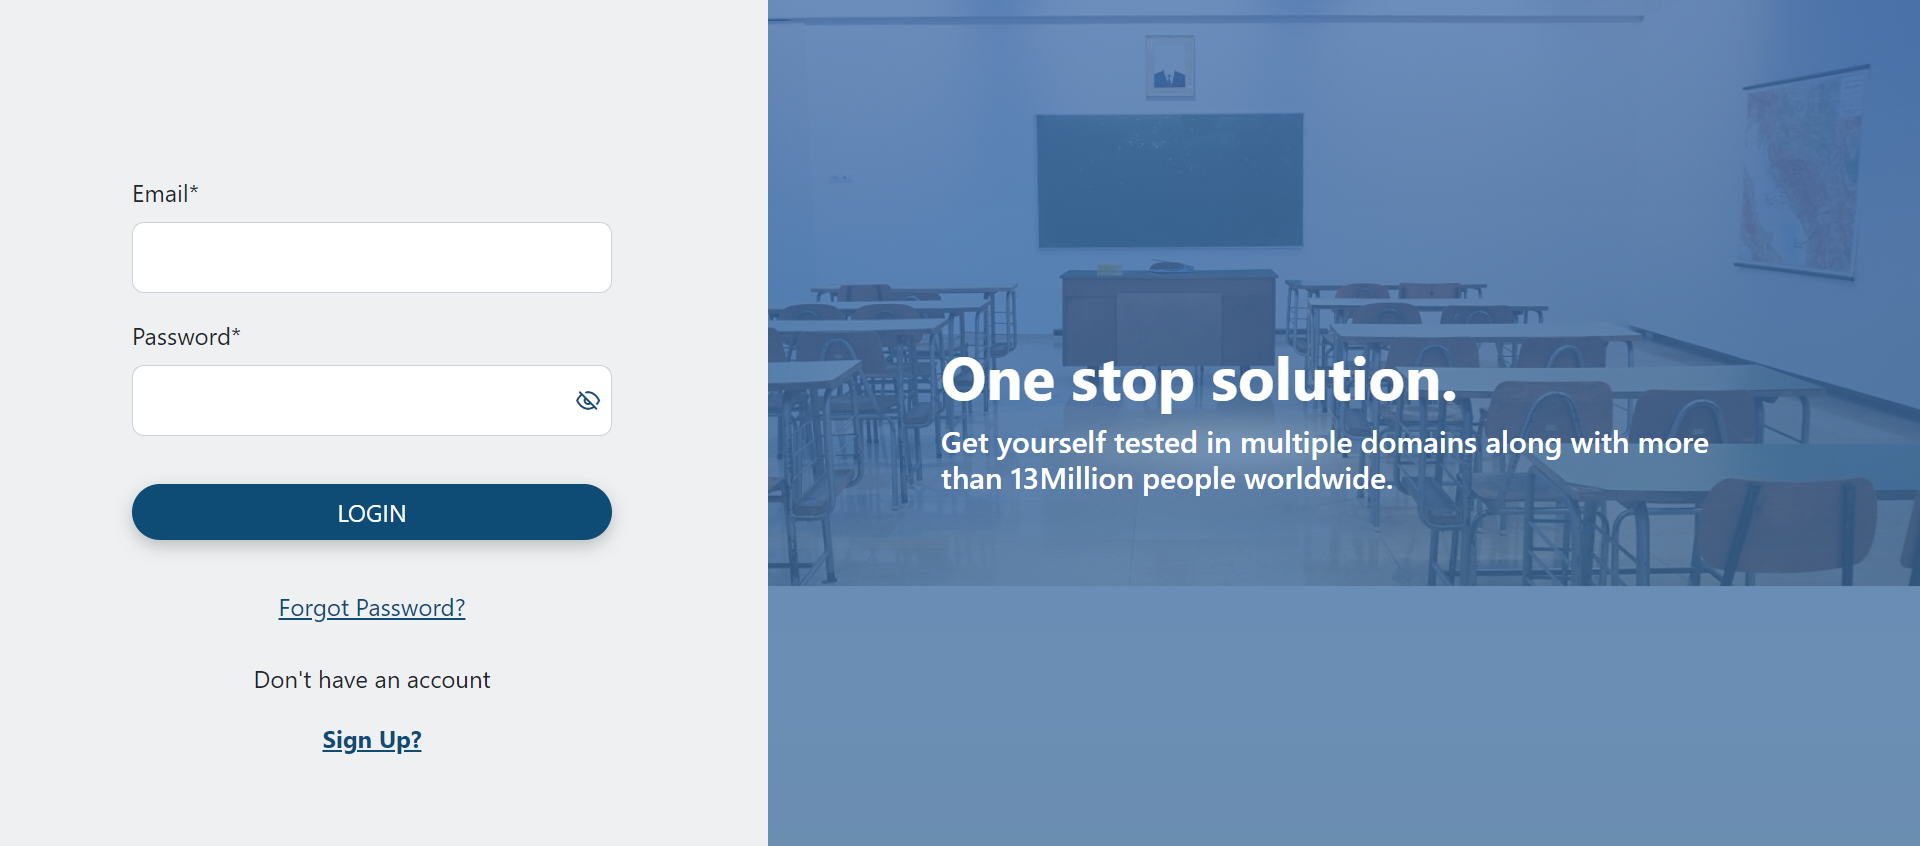 Email*
Password*
LOGIN
Forgot Password?
Don't have an account
Sign Up?
One stop solution.
Get yourself tested in multiple domains along with more
than 13Million people worldwide.